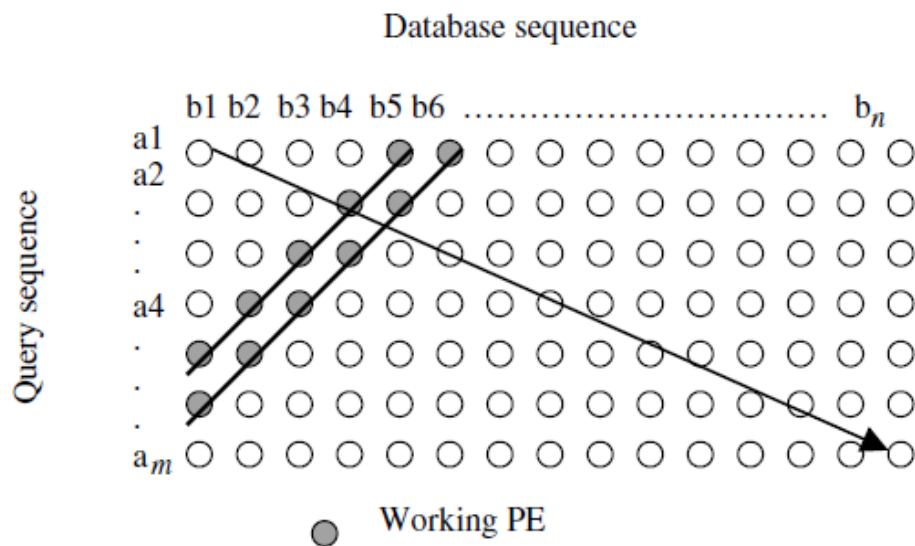 Database sequence
b1 b2 b3 b4 b5 b6 ....................................... bn
a1
a2
.
.
.
a4
.
.
.
am
Query sequence
Working PE